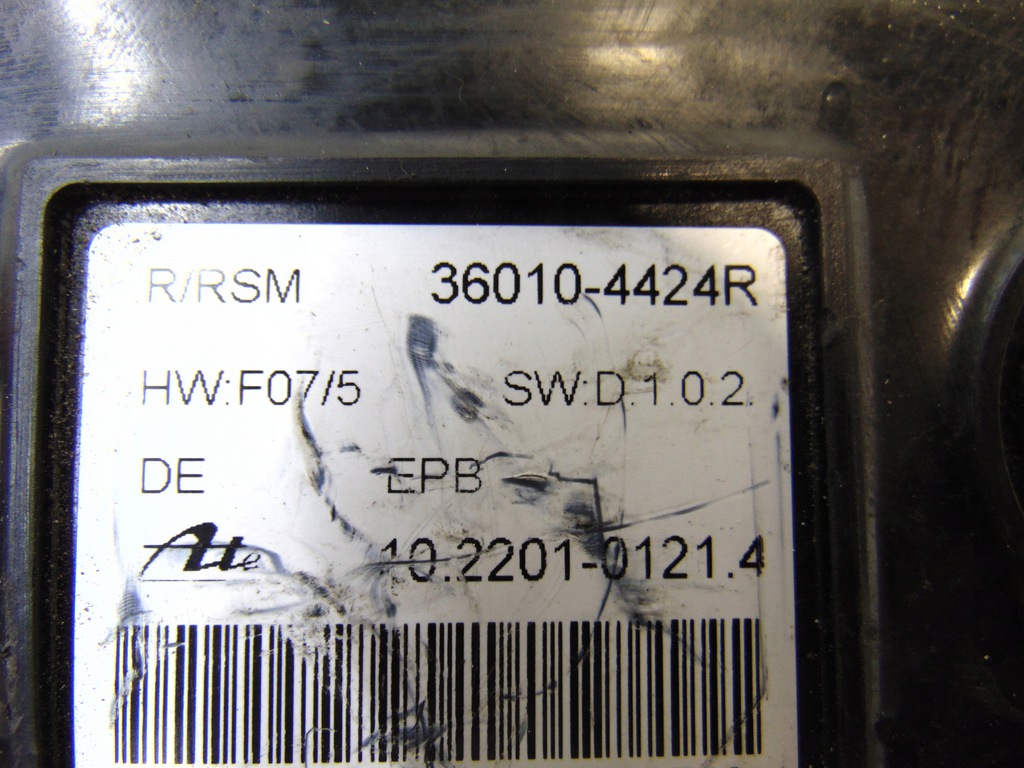 R/RSM 36010-4424R
HW:F07/5 SW:D.1.0.2.
DE EPB
Ate 10.2201-0121.4